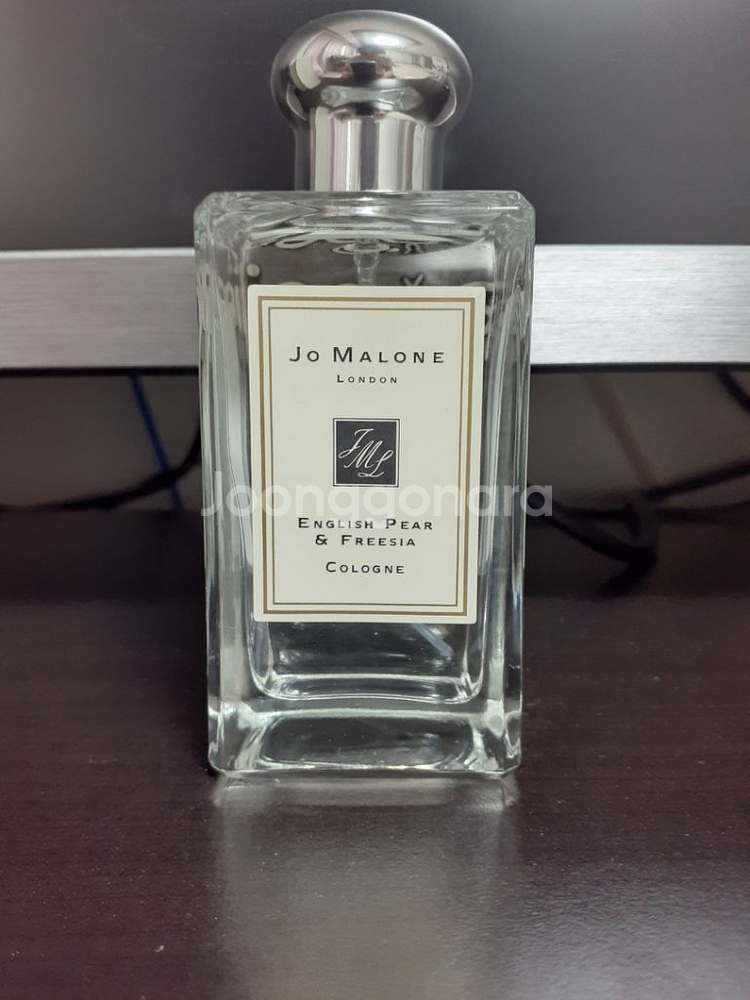 Jo Malone
London
JML
English Pear
& Freesia
Cologne
Joonggonara